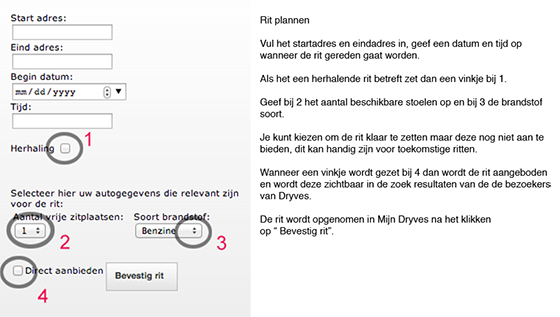 Start adres:
Eind adres:
Begin datum:
mm/dd/yyyy
Tijd:
Herhaling
1
Selecteer hier uw autogegevens die relevant zijn
voor de rit:
Aantal vrije zitplaatsen: Soort brandstof:
1 Benzine
2 3
Direct aanbieden Bevestig rit
4
Rit plannen
Vul het startadres en eindadres in, geef een datum en tijd op
wanneer de rit gereden gaat worden.
Als het een herhalende rit betreft zet dan een vinkje bij 1.
Geef bij 2 het aantal beschikbare stoelen op en bij 3 de brandstof
soort.
Je kunt kiezen om de rit klaar te zetten maar deze nog niet aan te
bieden, dit kan handig zijn voor toekomstige ritten.
Wanneer een vinkje wordt gezet bij 4 dan wordt de rit aangeboden
en wordt deze zichtbaar in de zoek resultaten van de de bezoekers
van Dryves.
De rit wordt opgenomen in Mijn Dryves na het klikken
op “ Bevestig rit”.